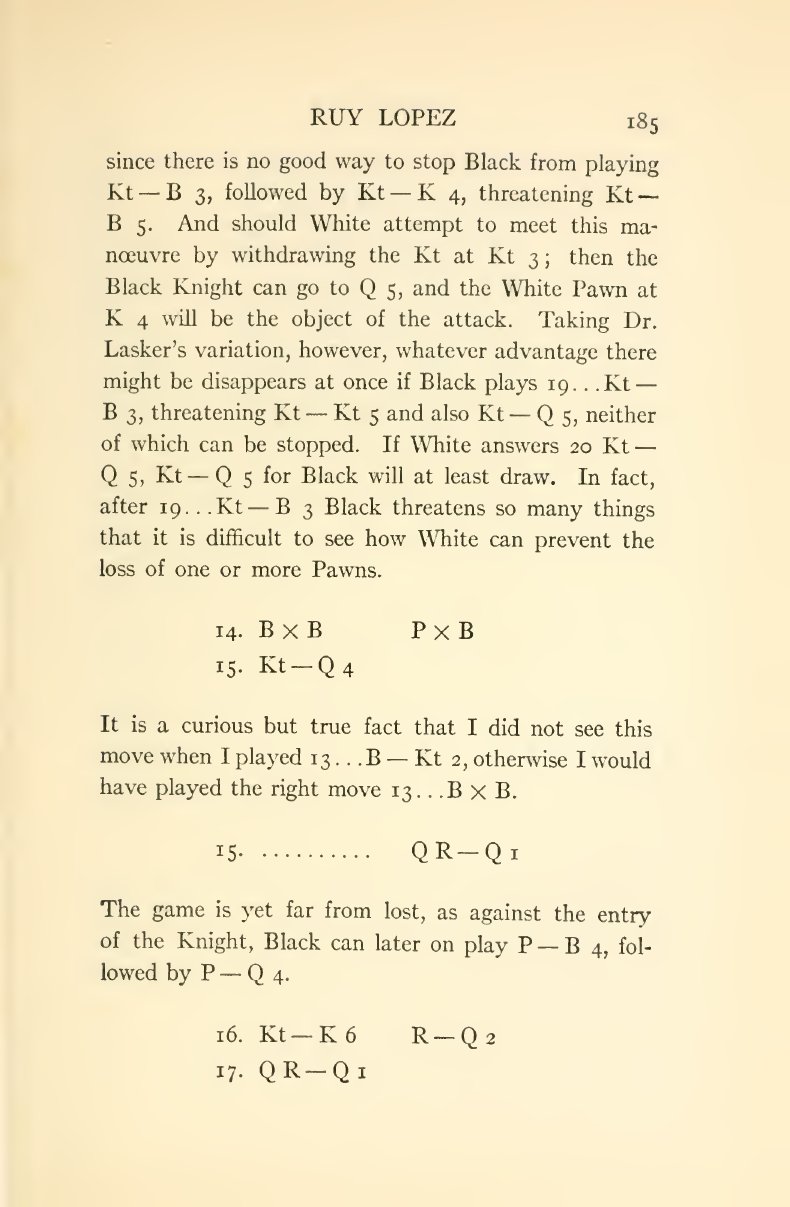 RUY LOPEZ 185
since there is no good way to stop Black from playing
Kt — B 3, followed by Kt — K 4, threatening Kt —
B 5. And should White attempt to meet this ma-
nœuvre by withdrawing the Kt at Kt 3; then the
Black Knight can go to Q 5, and the White Pawn at
K 4 will be the object of the attack. Taking Dr.
Lasker's variation, however, whatever advantage there
might be disappears at once if Black plays 19...Kt —
B 3, threatening Kt — Kt 5 and also Kt — Q 5, neither
of which can be stopped. If White answers 20 Kt —
Q 5, Kt — Q 5 for Black will at least draw. In fact,
after 19...Kt — B 3 Black threatens so many things
that it is difficult to see how White can prevent the
loss of one or more Pawns.
14. B × B P × B
15. Kt — Q 4
It is a curious but true fact that I did not see this
move when I played 13...B — Kt 2, otherwise I would
have played the right move 13...B × B.
15. .......... Q R — Q 1
The game is yet far from lost, as against the entry
of the Knight, Black can later on play P — B 4, fol-
lowed by P — Q 4.
16. Kt — K 6 R — Q 2
17. Q R — Q 1